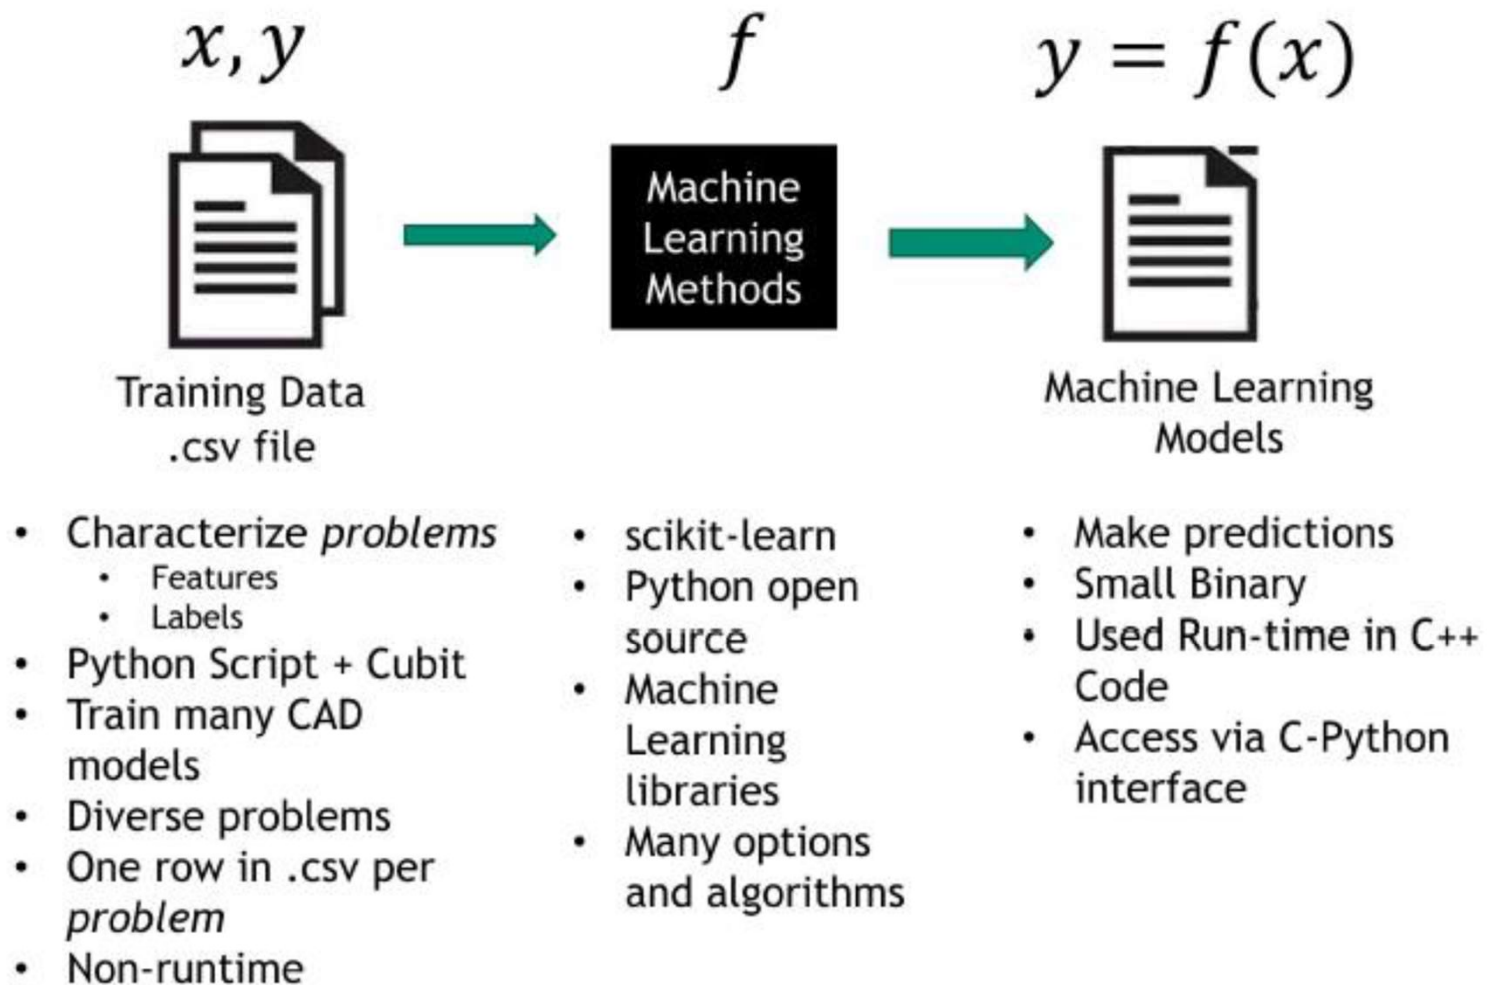 x, y
Training Data
.csv file
• Characterize problems
• Features
• Labels
• Python Script + Cubit
• Train many CAD
models
• Diverse problems
• One row in .csv per
problem
• Non-runtime
f
Machine
Learning
Methods
• scikit-learn
• Python open
source
• Machine
Learning
libraries
• Many options
and algorithms
y = f(x)
Machine Learning
Models
• Make predictions
• Small Binary
• Used Run-time in C++
Code
• Access via C-Python
interface